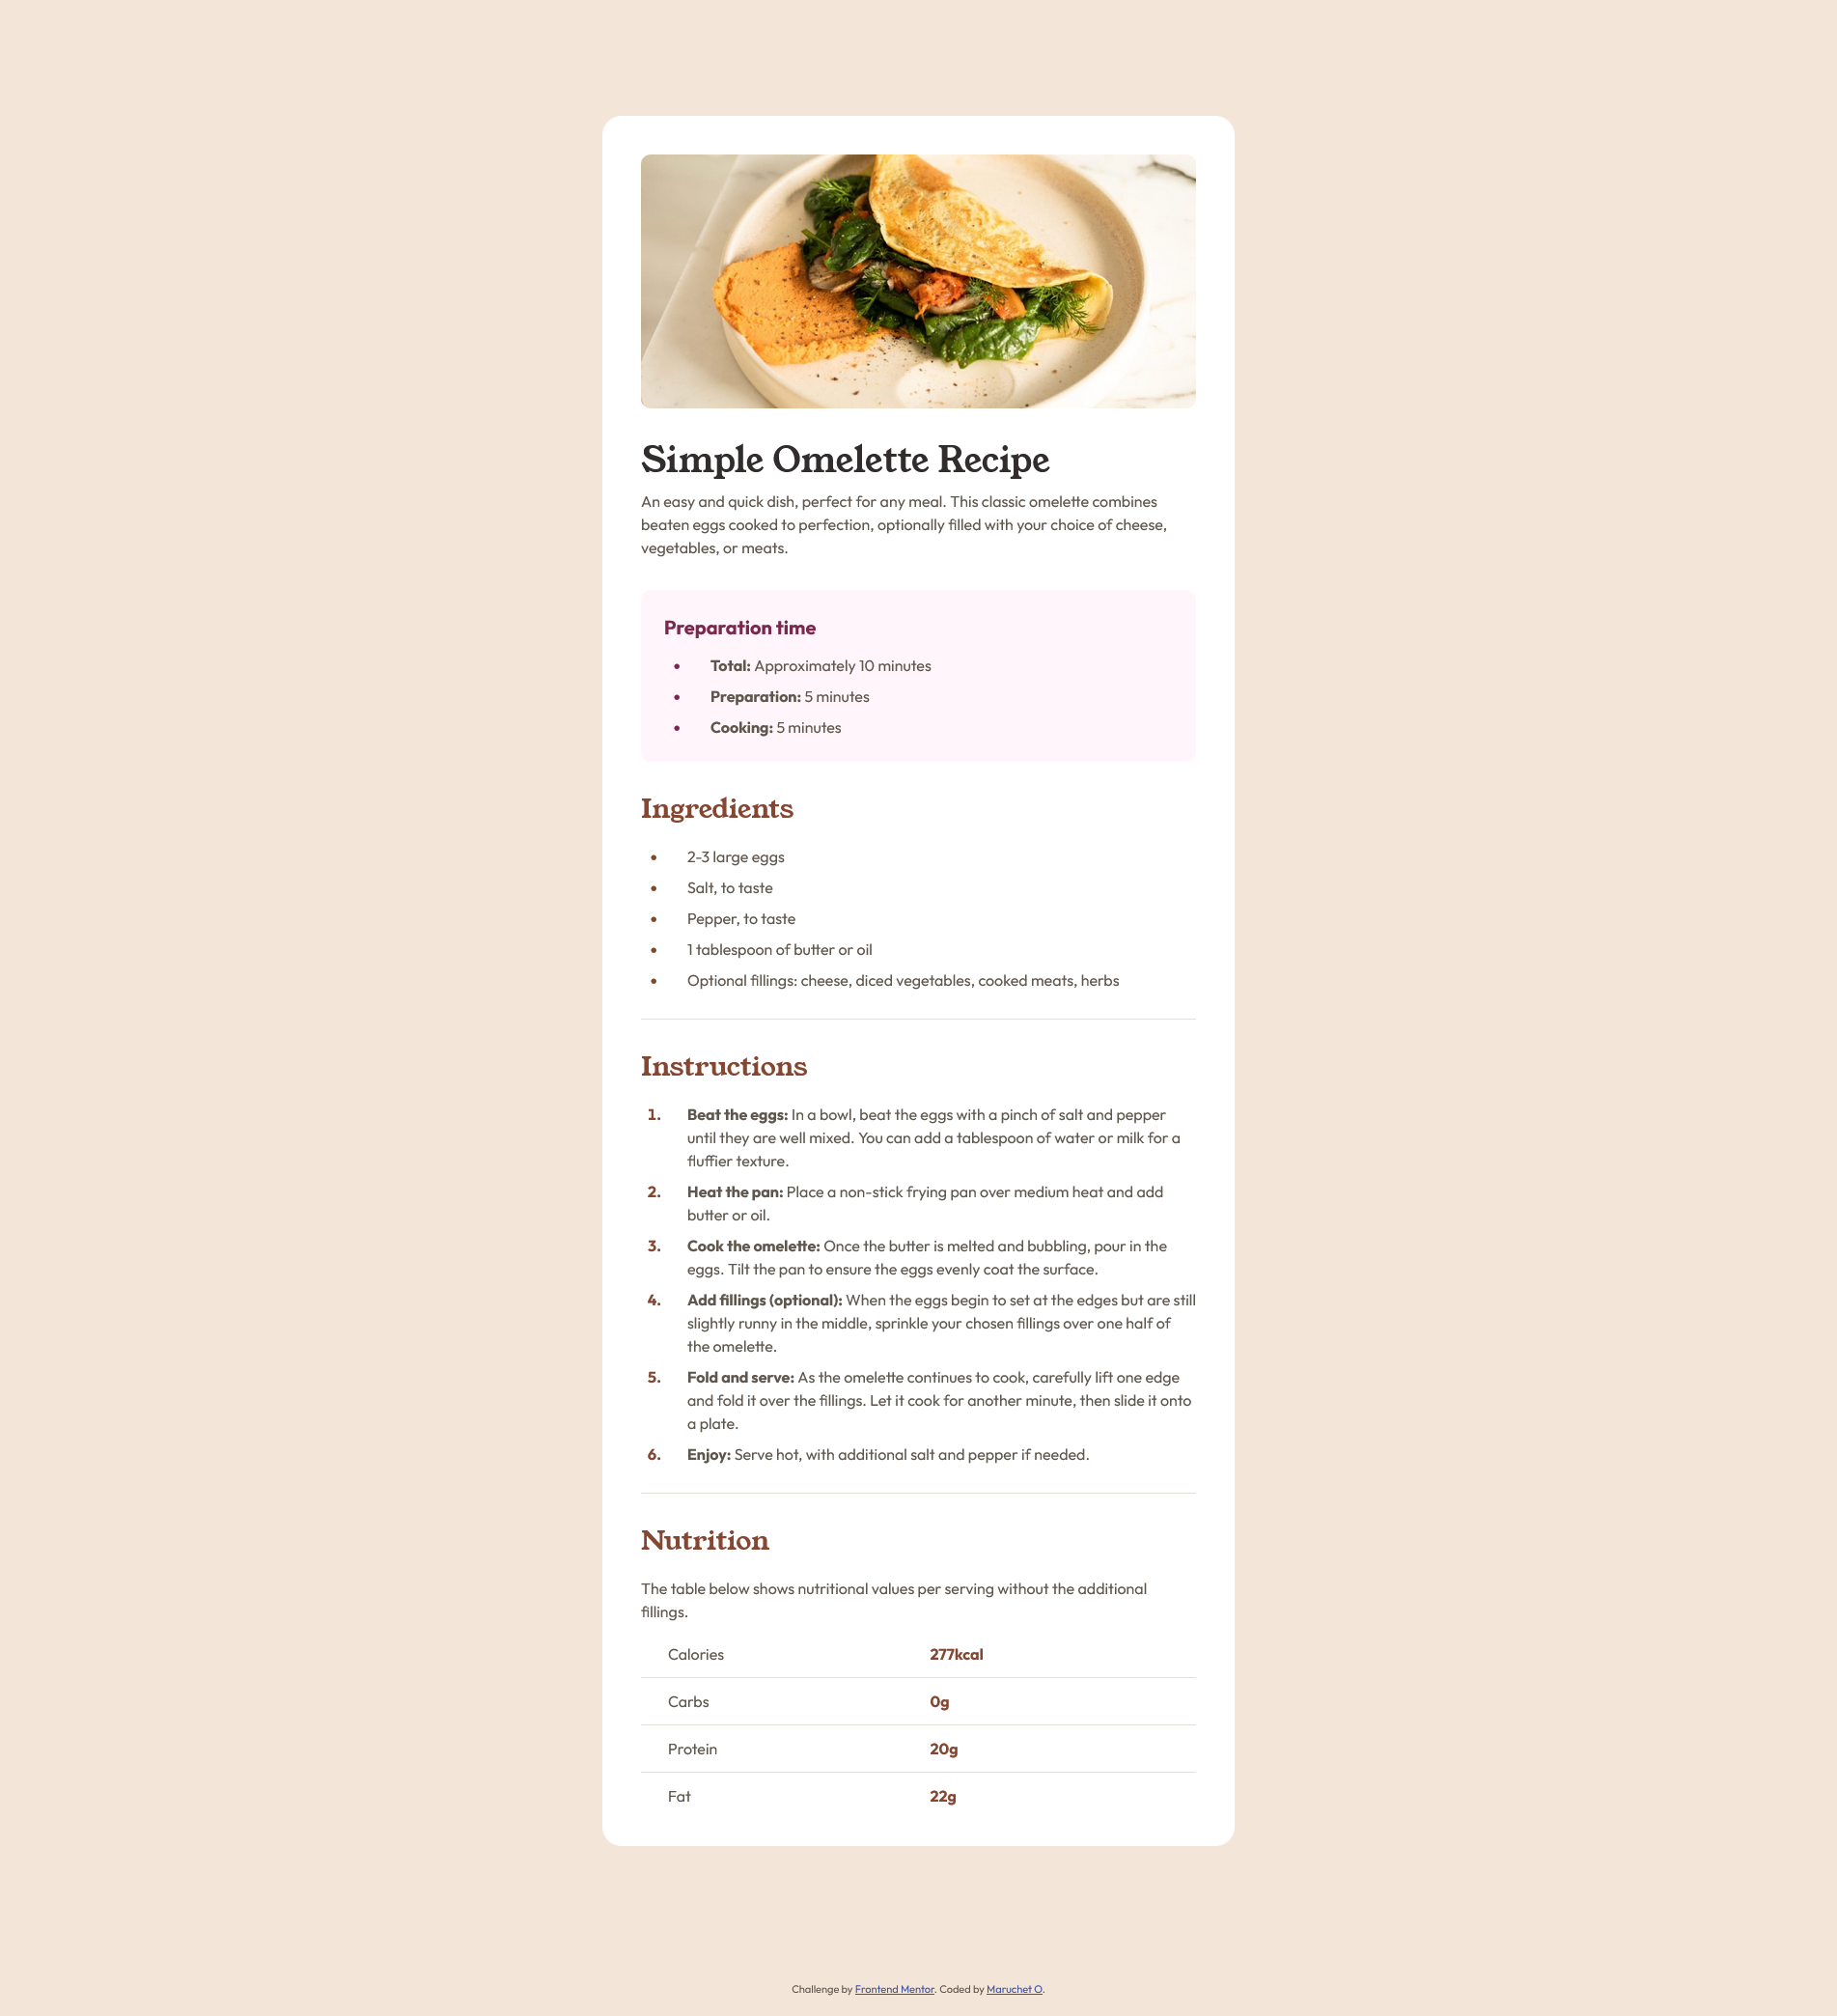 Simple Omelette Recipe
An easy and quick dish, perfect for any meal. This classic omelette combines
beaten eggs cooked to perfection, optionally filled with your choice of cheese,
vegetables, or meats.
Preparation time
• Total: Approximately 10 minutes
• Preparation: 5 minutes
• Cooking: 5 minutes
Ingredients
• 2-3 large eggs
• Salt, to taste
• Pepper, to taste
• 1 tablespoon of butter or oil
• Optional fillings: cheese, diced vegetables, cooked meats, herbs
Instructions
1. Beat the eggs: In a bowl, beat the eggs with a pinch of salt and pepper
until they are well mixed. You can add a tablespoon of water or milk for a
fluffier texture.
2. Heat the pan: Place a non-stick frying pan over medium heat and add
butter or oil.
3. Cook the omelette: Once the butter is melted and bubbling, pour in the
eggs. Tilt the pan to ensure the eggs evenly coat the surface.
4. Add fillings (optional): When the eggs begin to set at the edges but are still
slightly runny in the middle, sprinkle your chosen fillings over one half of
the omelette.
5. Fold and serve: As the omelette continues to cook, carefully lift one edge
and fold it over the fillings. Let it cook for another minute, then slide it onto
a plate.
6. Enjoy: Serve hot, with additional salt and pepper if needed.
Nutrition
The table below shows nutritional values per serving without the additional
fillings.
Calories 277kcal
Carbs 0g
Protein 20g
Fat 22g
Challenge by Frontend Mentor. Coded by Maruchet O.